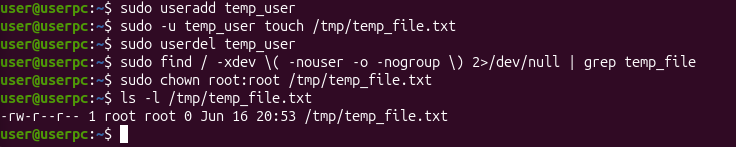 user@userpc:~$ sudo useradd temp_user
user@userpc:~$ sudo -u temp_user touch /tmp/temp_file.txt
user@userpc:~$ sudo userdel temp_user
user@userpc:~$ sudo find / -xdev \( -nouser -o -nogroup \) 2>/dev/null | grep temp_file
user@userpc:~$ sudo chown root:root /tmp/temp_file.txt
user@userpc:~$ ls -l /tmp/temp_file.txt
-rw-r--r-- 1 root root 0 Jun 16 20:53 /tmp/temp_file.txt
user@userpc:~$